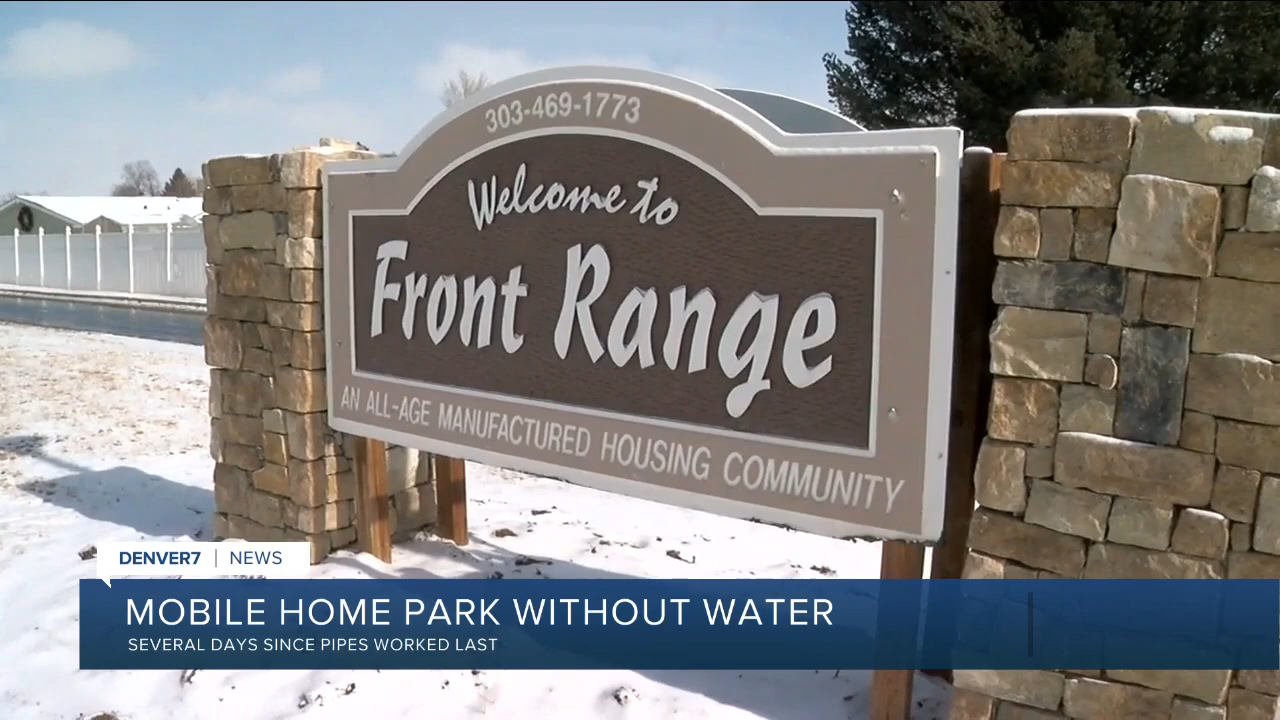 303-469-1773
Welcome to
Front Range
AN ALL-AGE MANUFACTURED HOUSING COMMUNITY
DENVER7 | NEWS
MOBILE HOME PARK WITHOUT WATER
SEVERAL DAYS SINCE PIPES WORKED LAST